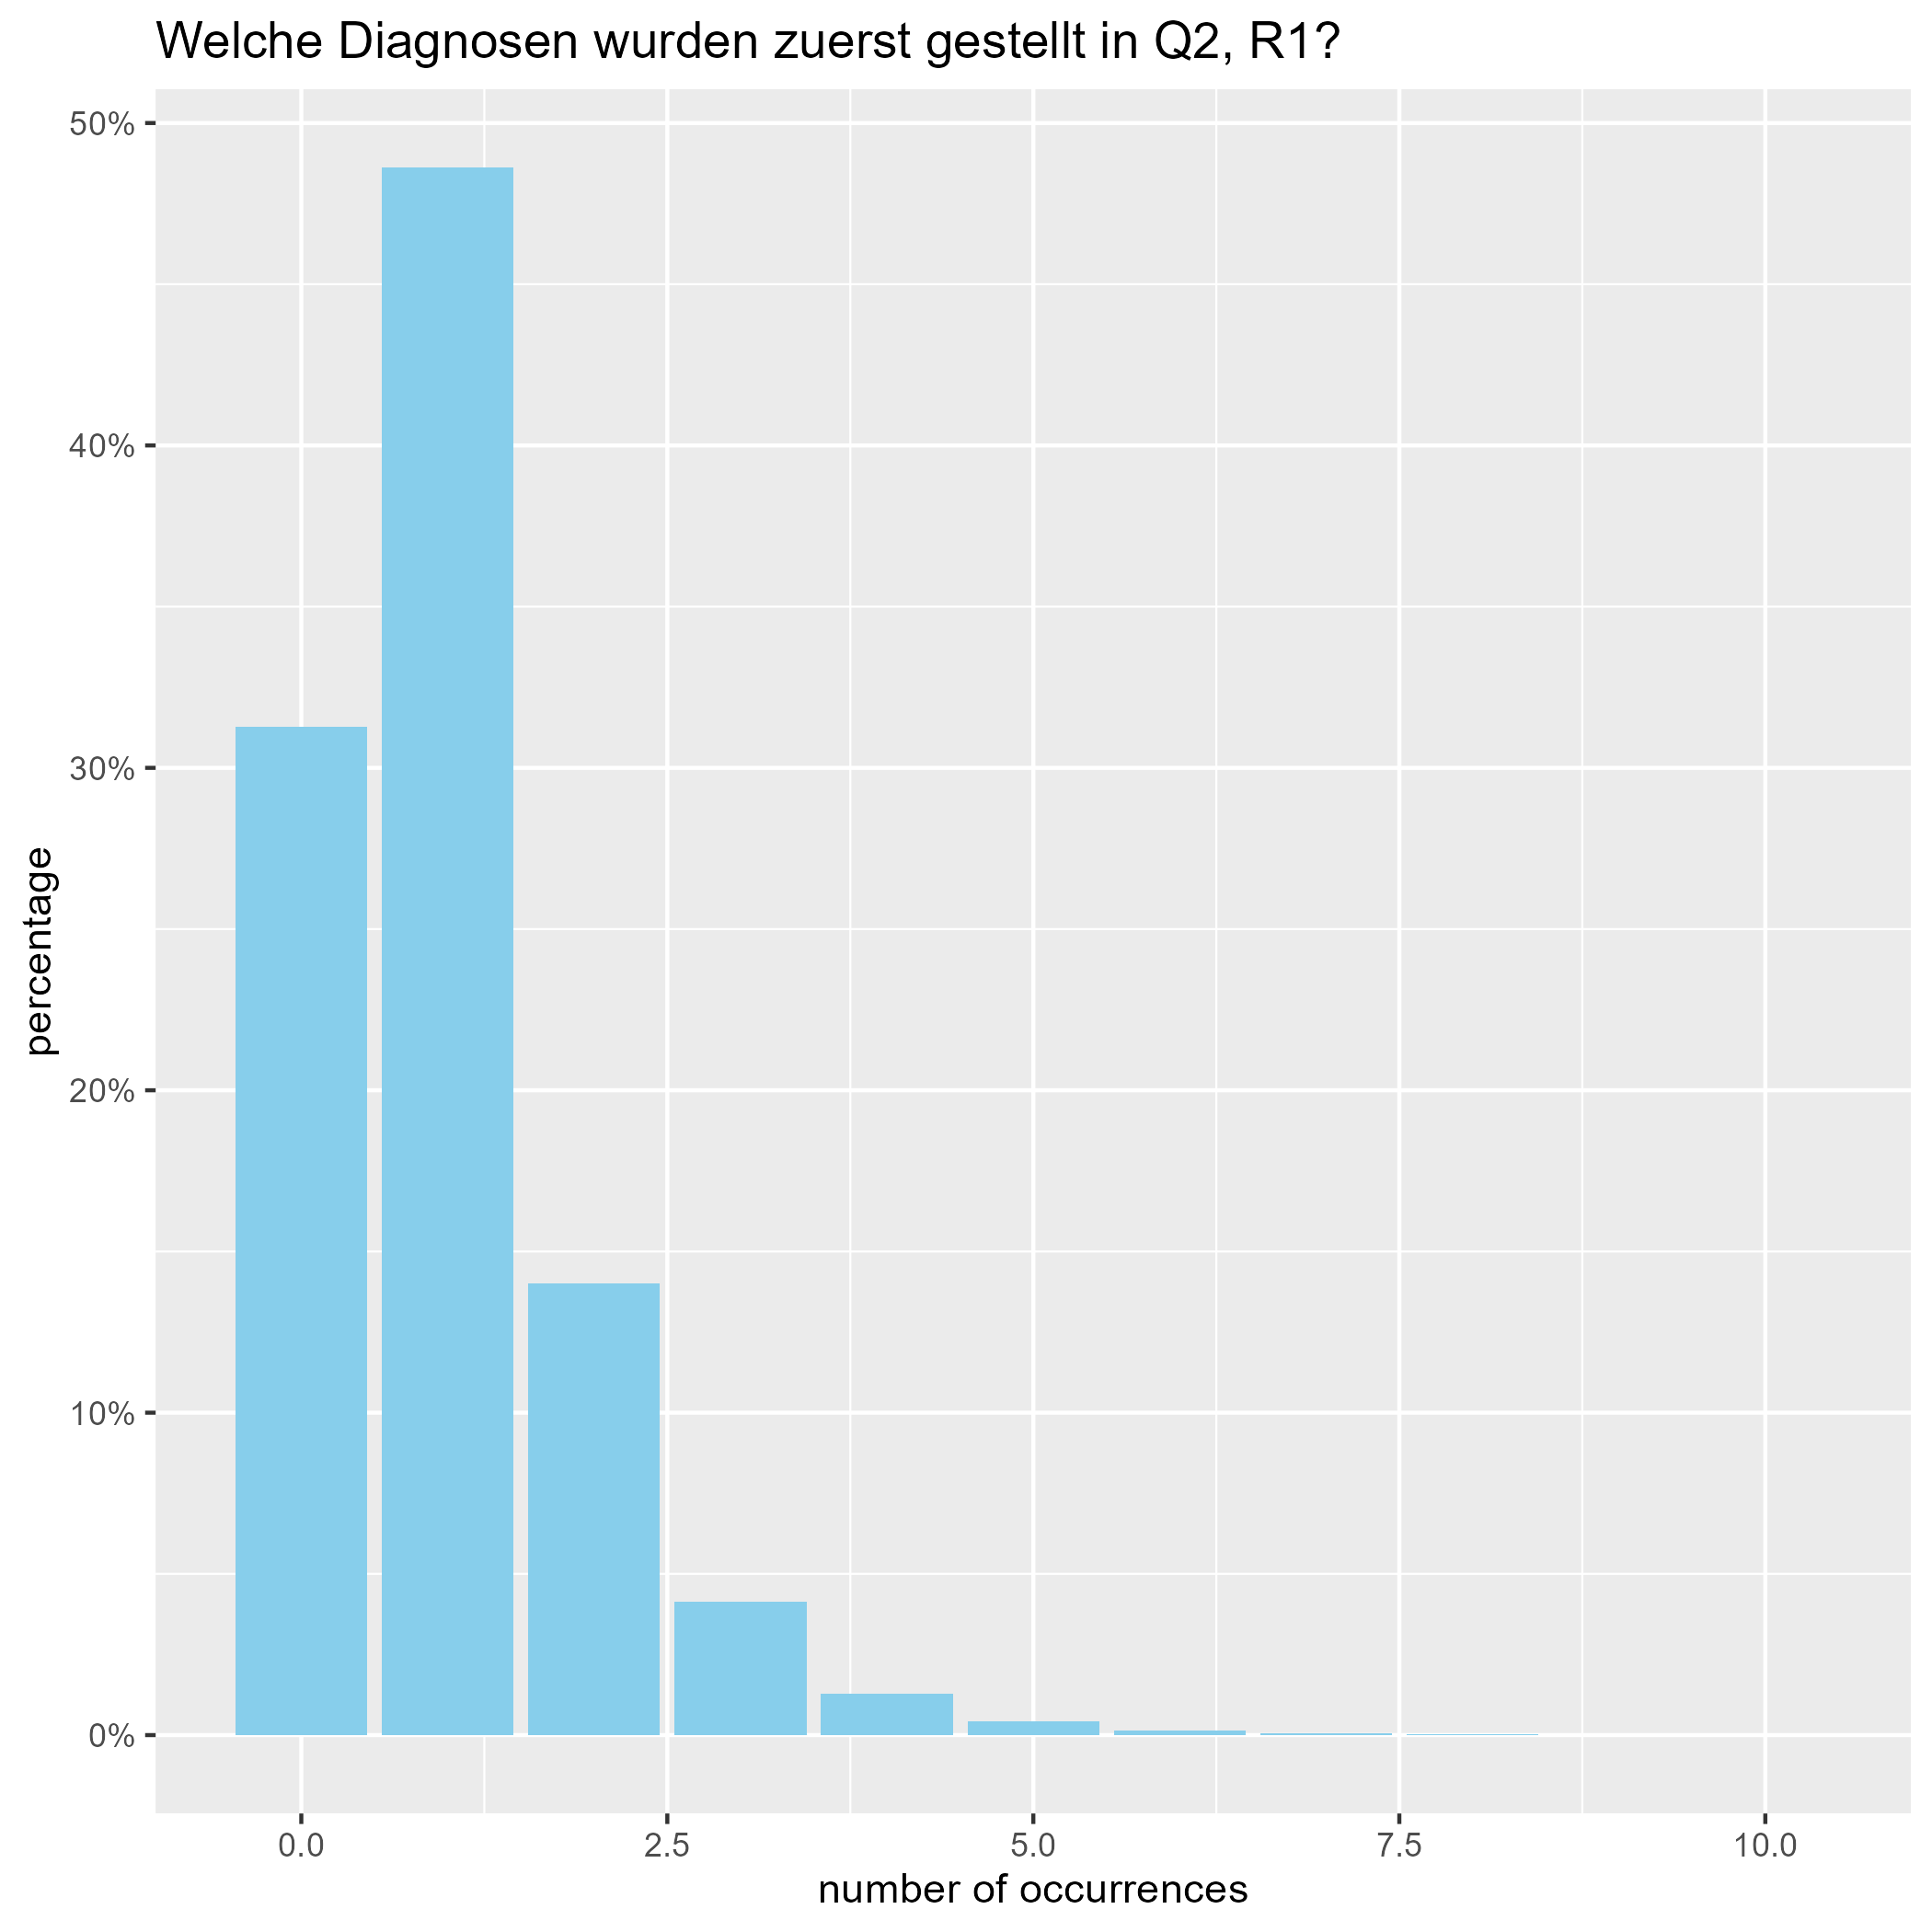 Welche Diagnosen wurden zuerst gestellt in Q2, R1?
50%
40%
30%
20%
10%
0%
percentage
0.0 2.5 5.0 7.5 10.0
number of occurrences